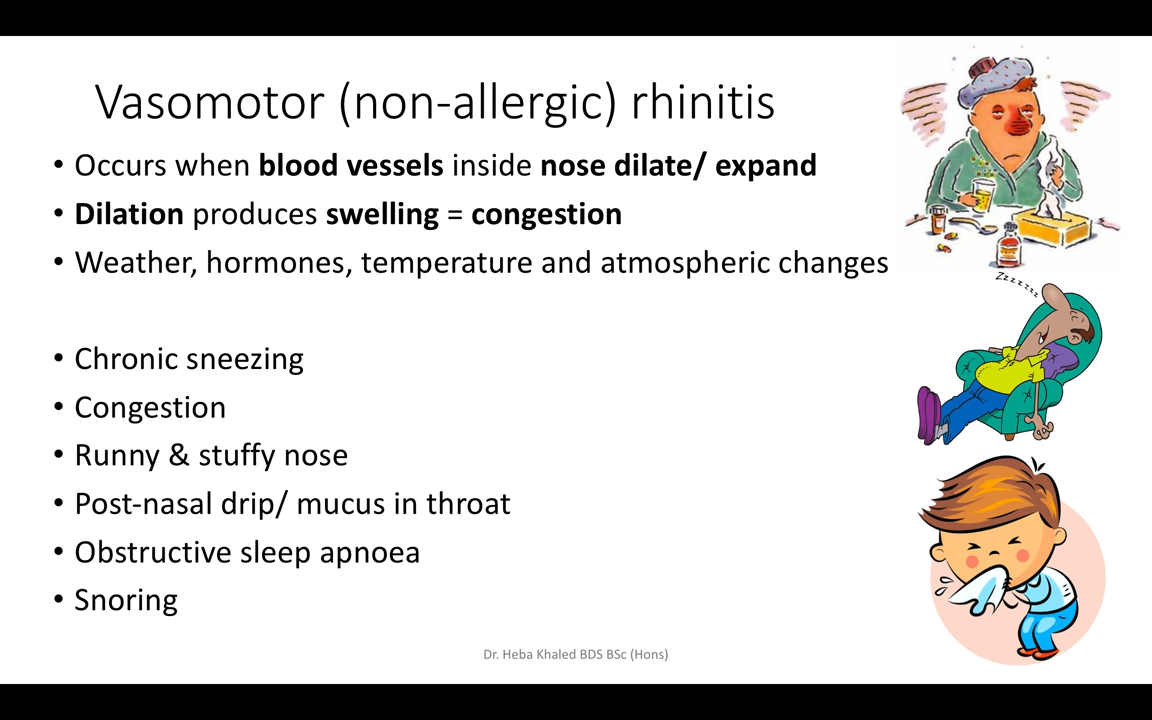 Vasomotor (non-allergic) rhinitis
• Occurs when blood vessels inside nose dilate/ expand
• Dilation produces swelling = congestion
• Weather, hormones, temperature and atmospheric changes
zzzzzzz
• Chronic sneezing
• Congestion
• Runny & stuffy nose
• Post-nasal drip/ mucus in throat
• Obstructive sleep apnoea
• Snoring
Dr. Heba Khaled BDS BSc (Hons)